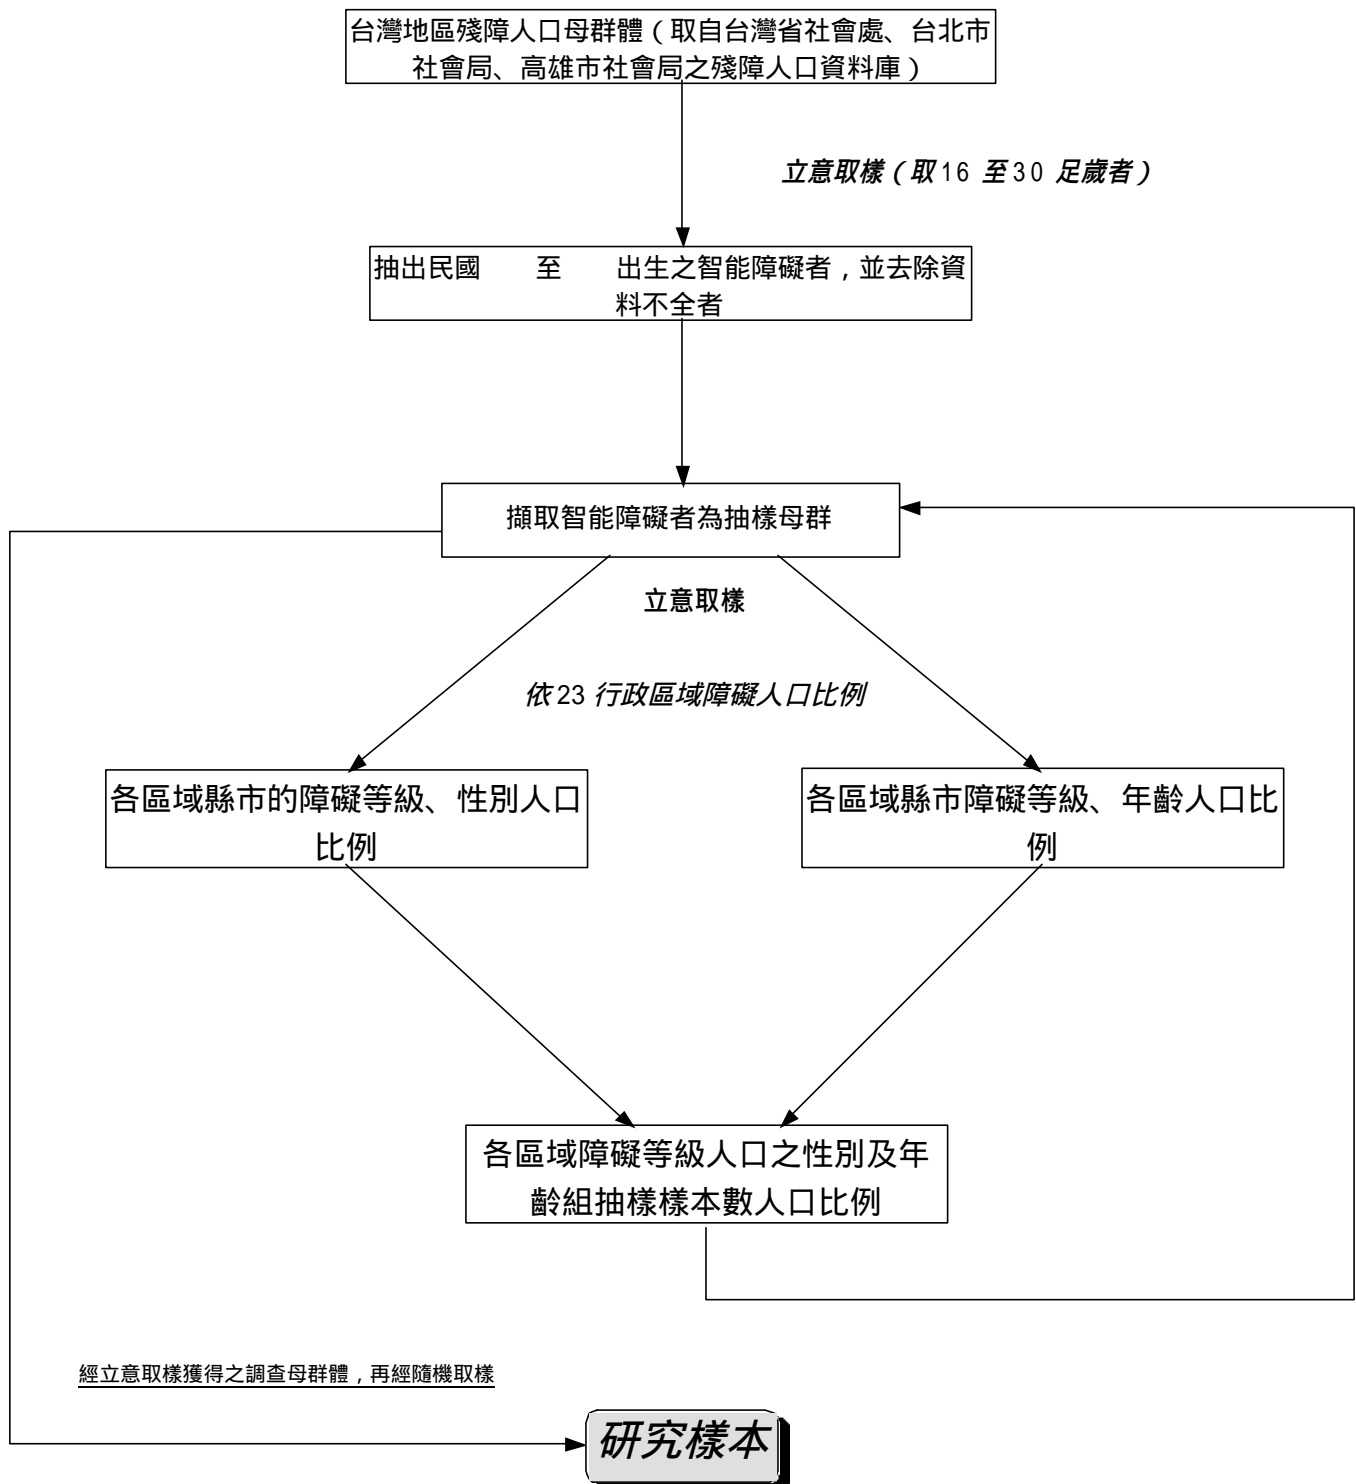 台灣地區殘障人口母群體（取自台灣省社會處、台北市
社會局、高雄市社會局之殘障人口資料庫）
立意取樣（取16 至30 足歲者）
抽出民國　　至　　出生之智能障礙者，並去除資
料不全者
擷取智能障礙者為抽樣母群
立意取樣
依23 行政區域障礙人口比例
各區域縣市的障礙等級、性別人口
比例
各區域縣市障礙等級、年齡人口比
例
各區域障礙等級人口之性別及年
齡組抽樣樣本數人口比例
經立意取樣獲得之調查母群體，再經隨機取樣
研究樣本